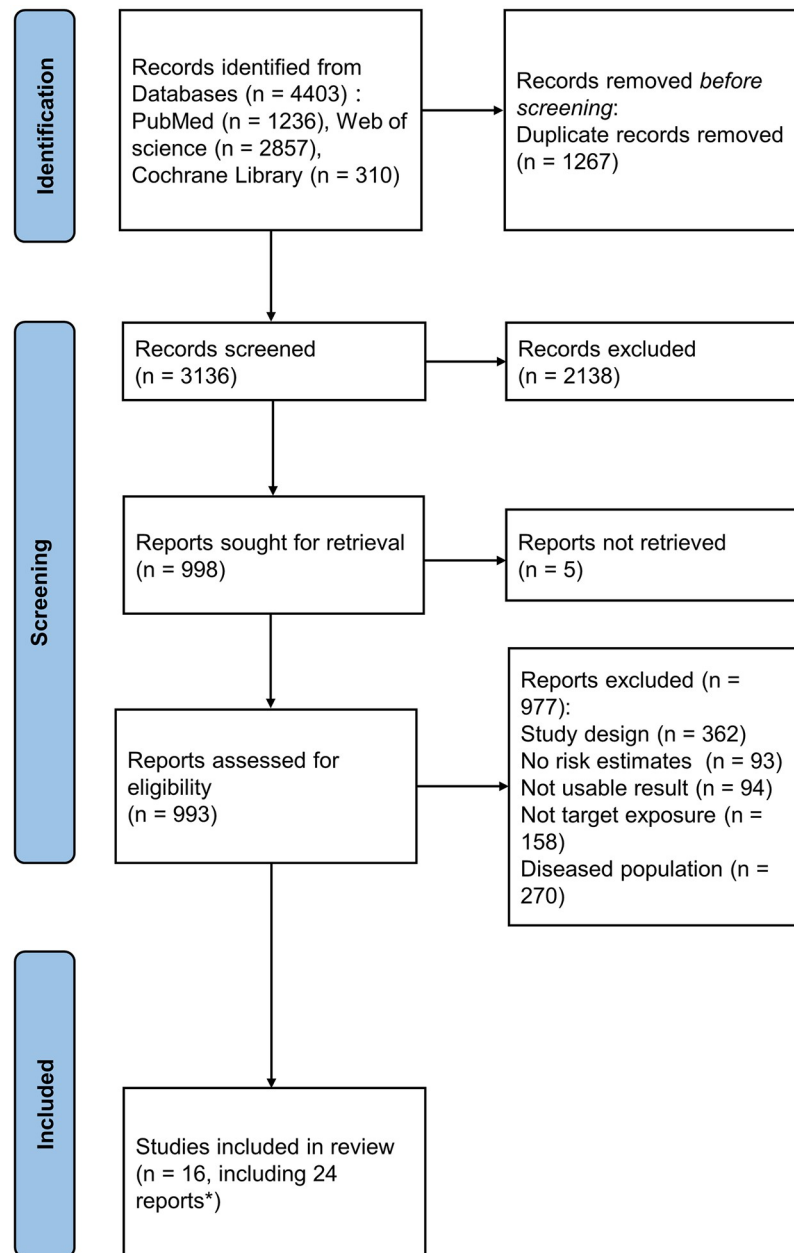 Identification
Records identified from
Databases (n = 4403) :
PubMed (n = 1236), Web of
science (n = 2857),
Cochrane Library (n = 310)
Records removed before
screening:
Duplicate records removed
(n = 1267)
Screening
Records screened
(n = 3136)
Records excluded
(n = 2138)
Reports sought for retrieval
(n = 998)
Reports not retrieved
(n = 5)
Reports assessed for
eligibility
(n = 993)
Reports excluded (n =
977):
Study design (n = 362)
No risk estimates  (n = 93)
Not usable result (n = 94)
Not target exposure (n =
158)
Diseased population (n =
270)
Included
Studies included in review
(n = 16, including 24
reports*)